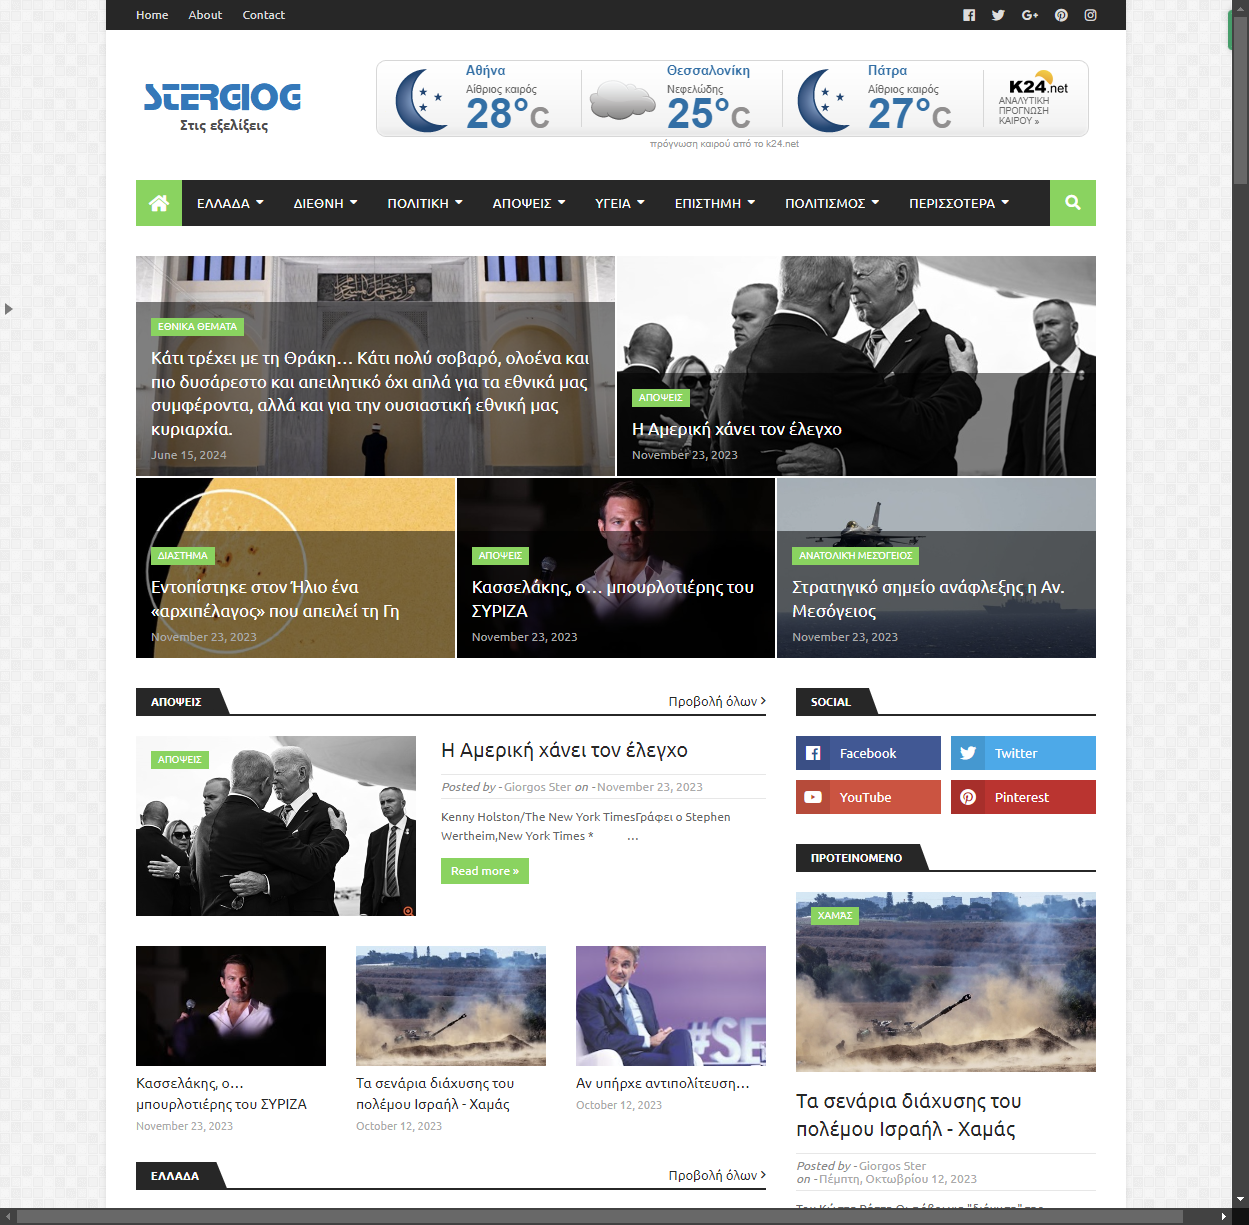 Home About Contact
STERGIOG
Στις εξελίξεις
Αθήνα
Αίθριος καιρός
28°C
Θεσσαλονίκη
Νεφελώδης
25°C
Πάτρα
Αίθριος καιρός
27°C
K24.net
ΑΝΑΛΥΤΙΚΗ
ΠΡΟΓΝΩΣΗ
ΚΑΙΡΟΥ »
πρόγνωση καιρού από το k24.net
ΕΛΛΑΔΑ ΔΙΕΘΝΗ ΠΟΛΙΤΙΚΗ ΑΠΟΨΕΙΣ ΥΓΕΙΑ ΕΠΙΣΤΗΜΗ ΠΟΛΙΤΙΣΜΟΣ ΠΕΡΙΣΣΟΤΕΡΑ
ΕΘΝΙΚΑ ΘΕΜΑΤΑ
Κάτι τρέχει με τη Θράκη… Κάτι πολύ σοβαρό, ολοένα και
πιο δυσάρεστο και απειλητικό όχι απλά για τα εθνικά μας
συμφέροντα, αλλά και για την ουσιαστική εθνική μας
κυριαρχία.
June 15, 2024
ΑΠΟΨΕΙΣ
Η Αμερική χάνει τον έλεγχο
November 23, 2023
ΔΙΑΣΤΗΜΑ
Εντοπίστηκε στον Ήλιο ένα
«αρχιπέλαγος» που απειλεί τη Γη
November 23, 2023
ΑΠΟΨΕΙΣ
Κασσελάκης, ο… μπουρλοτιέρης του
ΣΥΡΙΖΑ
November 23, 2023
ΑΝΑΤΟΛΙΚΉ ΜΕΣΌΓΕΙΟΣ
Στρατηγικό σημείο ανάφλεξης η Αν.
Μεσόγειος
November 23, 2023
ΑΠΟΨΕΙΣ
Προβολή όλων
ΑΠΟΨΕΙΣ
Η Αμερική χάνει τον έλεγχο
Posted by - Giorgos Ster on - November 23, 2023
Kenny Holston/The New York TimesΓράφει ο Stephen
Wertheim,New York Times * …
Read more »
Κασσελάκης, ο…
μπουρλοτιέρης του ΣΥΡΙΖΑ
November 23, 2023
Τα σενάρια διάχυσης του
πολέμου Ισραήλ - Χαμάς
October 12, 2023
#SE
Αν υπήρχε αντιπολίτευση…
October 12, 2023
ΕΛΛΑΔΑ
Προβολή όλων
SOCIAL
Facebook
Twitter
YouTube
Pinterest
ΠΡΟΤΕΙΝΟΜΕΝΟ
ΧΑΜΆΣ
Τα σενάρια διάχυσης του
πολέμου Ισραήλ - Χαμάς
Posted by - Giorgos Ster
on - Πέμπτη, Οκτωβρίου 12, 2023